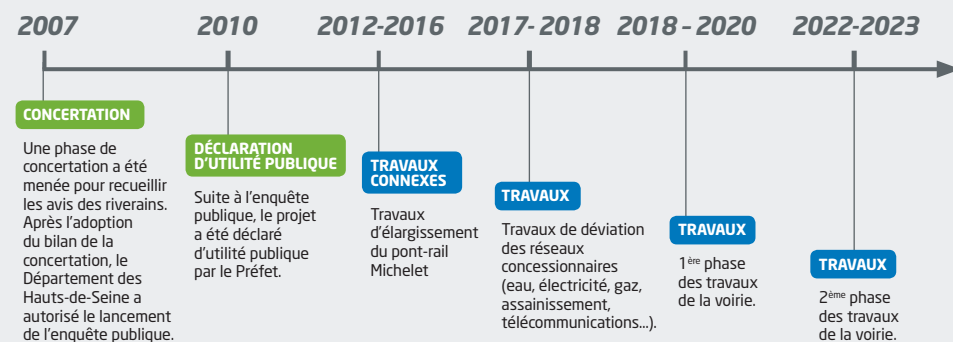 2007
2010
2012-2016
2017-2018
2018 – 2020
2022-2023
CONCERTATION
Une phase de
concertation a été
menée pour recueillir
les avis des riverains.
Après l'adoption
du bilan de la
concertation, le
Département des
Hauts-de-Seine a
autorisé le lancement
de l'enquête publique.
DÉCLARATION
D'UTILITÉ PUBLIQUE
Suite à l'enquête
publique, le projet
a été déclaré
d'utilité publique
par le Préfet.
TRAVAUX
CONNEXES
Travaux
d'élargissement
du pont-rail
Michelet
TRAVAUX
Travaux de déviation
des réseaux
concessionnaires
(eau, électricité, gaz,
assainissement,
télécommunications...).
TRAVAUX
1ère phase
des travaux
de la voirie.
TRAVAUX
2ème phase
des travaux
de la voirie.